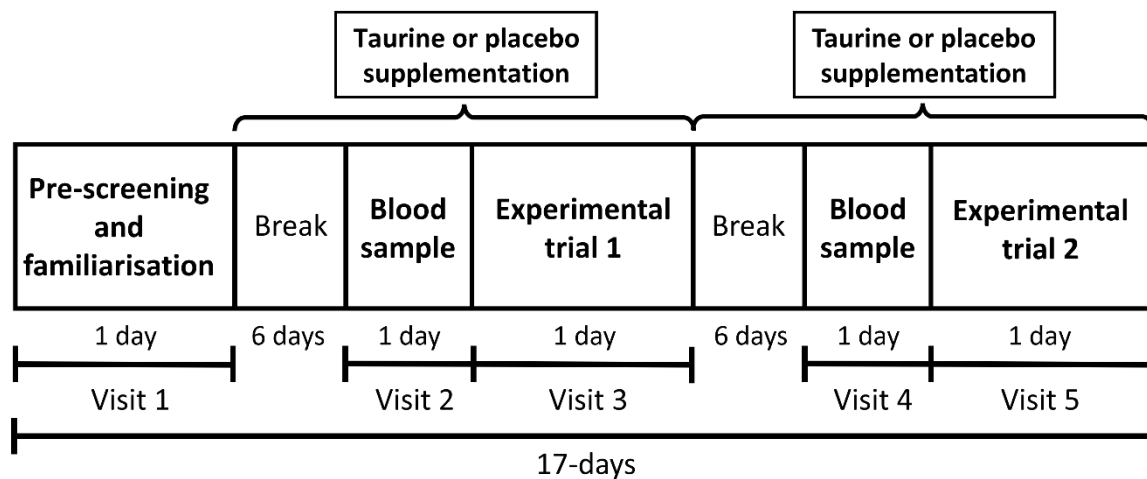 Taurine or placebo
supplementation
Taurine or placebo
supplementation
Pre-screening
and
familiarisation
Break
Blood
sample
Experimental
trial 1
Break
Blood
sample
Experimental
trial 2
1 day
6 days
1 day
1 day
6 days
1 day
1 day
Visit 1
Visit 2
Visit 3
Visit 4
Visit 5
17-days